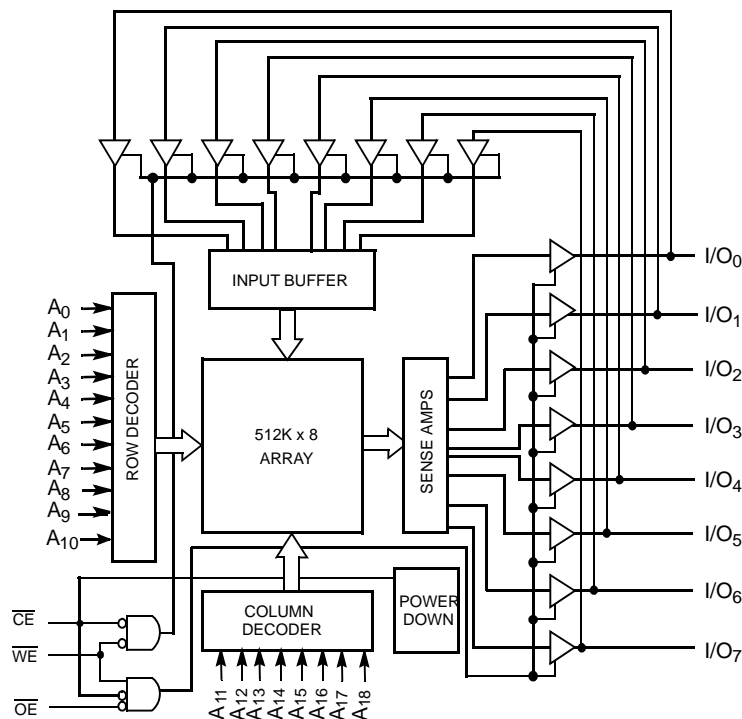 INPUT BUFFER
A0
A1
A2
A3
A4
A5
A6
A7
A8
A9
A10
ROW DECODER
512K x 8
ARRAY
SENSE AMPS
I/O0
I/O1
I/O2
I/O3
I/O4
I/O5
I/O6
I/O7
COLUMN
DECODER
POWER
DOWN
CE
WE
OE
A11
A12
A13
A14
A15
A16
A17
A18